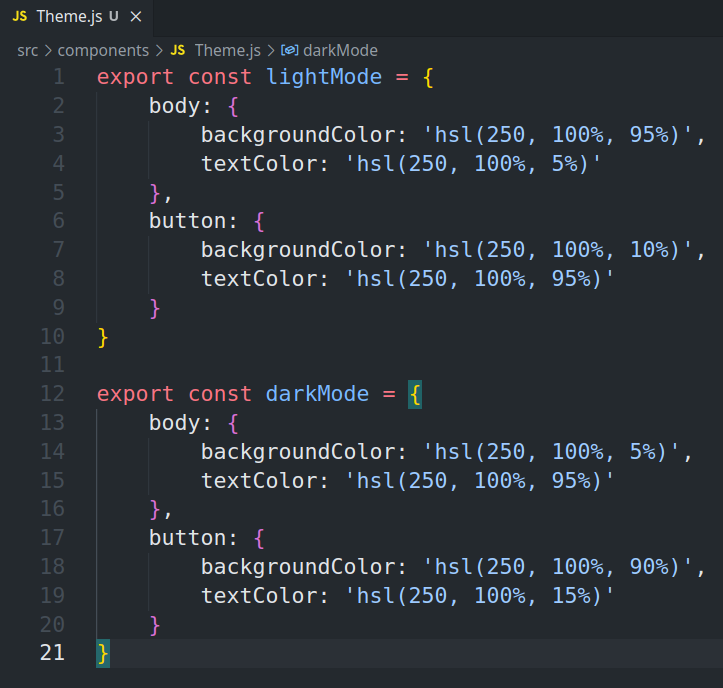 JS Theme.js U ×
src > components > JS Theme.js > darkMode
1 export const lightMode = {
2     body: {
3         backgroundColor: 'hsl(250, 100%, 95%)',
4         textColor: 'hsl(250, 100%, 5%)'
5     },
6     button: {
7         backgroundColor: 'hsl(250, 100%, 10%)',
8         textColor: 'hsl(250, 100%, 95%)'
9     }
10 }
11
12 export const darkMode = {
13     body: {
14         backgroundColor: 'hsl(250, 100%, 5%)',
15         textColor: 'hsl(250, 100%, 95%)'
16     },
17     button: {
18         backgroundColor: 'hsl(250, 100%, 90%)',
19         textColor: 'hsl(250, 100%, 15%)'
20     }
21 }